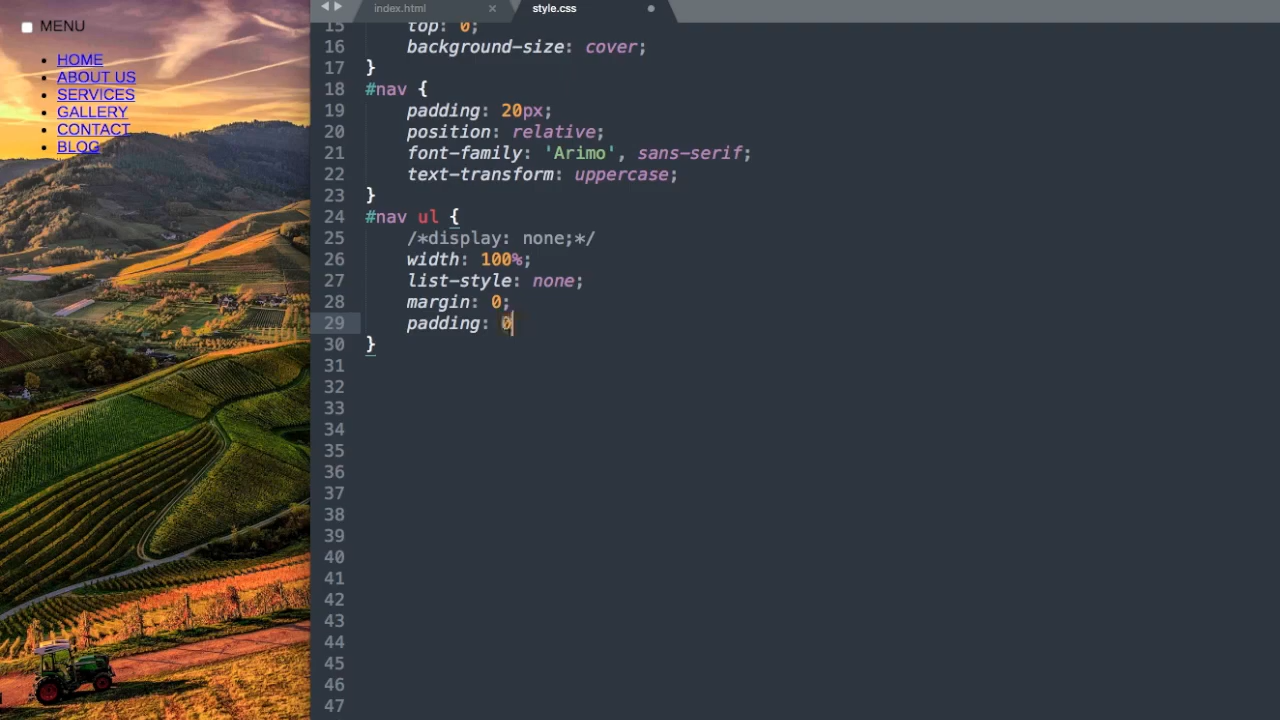 MENU
HOME
ABOUT US
SERVICES
GALLERY
CONTACT
BLOG
index.html
style.css
15 top: 0;
16 background-size: cover;
17 }
18 #nav {
19 padding: 20px;
20 position: relative;
21 font-family: 'Arimo', sans-serif;
22 text-transform: uppercase;
23 }
24 #nav ul {
25 /*display: none;*/
26 width: 100%;
27 list-style: none;
28 margin: 0;
29 padding: 0
30 }
31
32
33
34
35
36
37
38
39
40
41
42
43
44
45
46
47